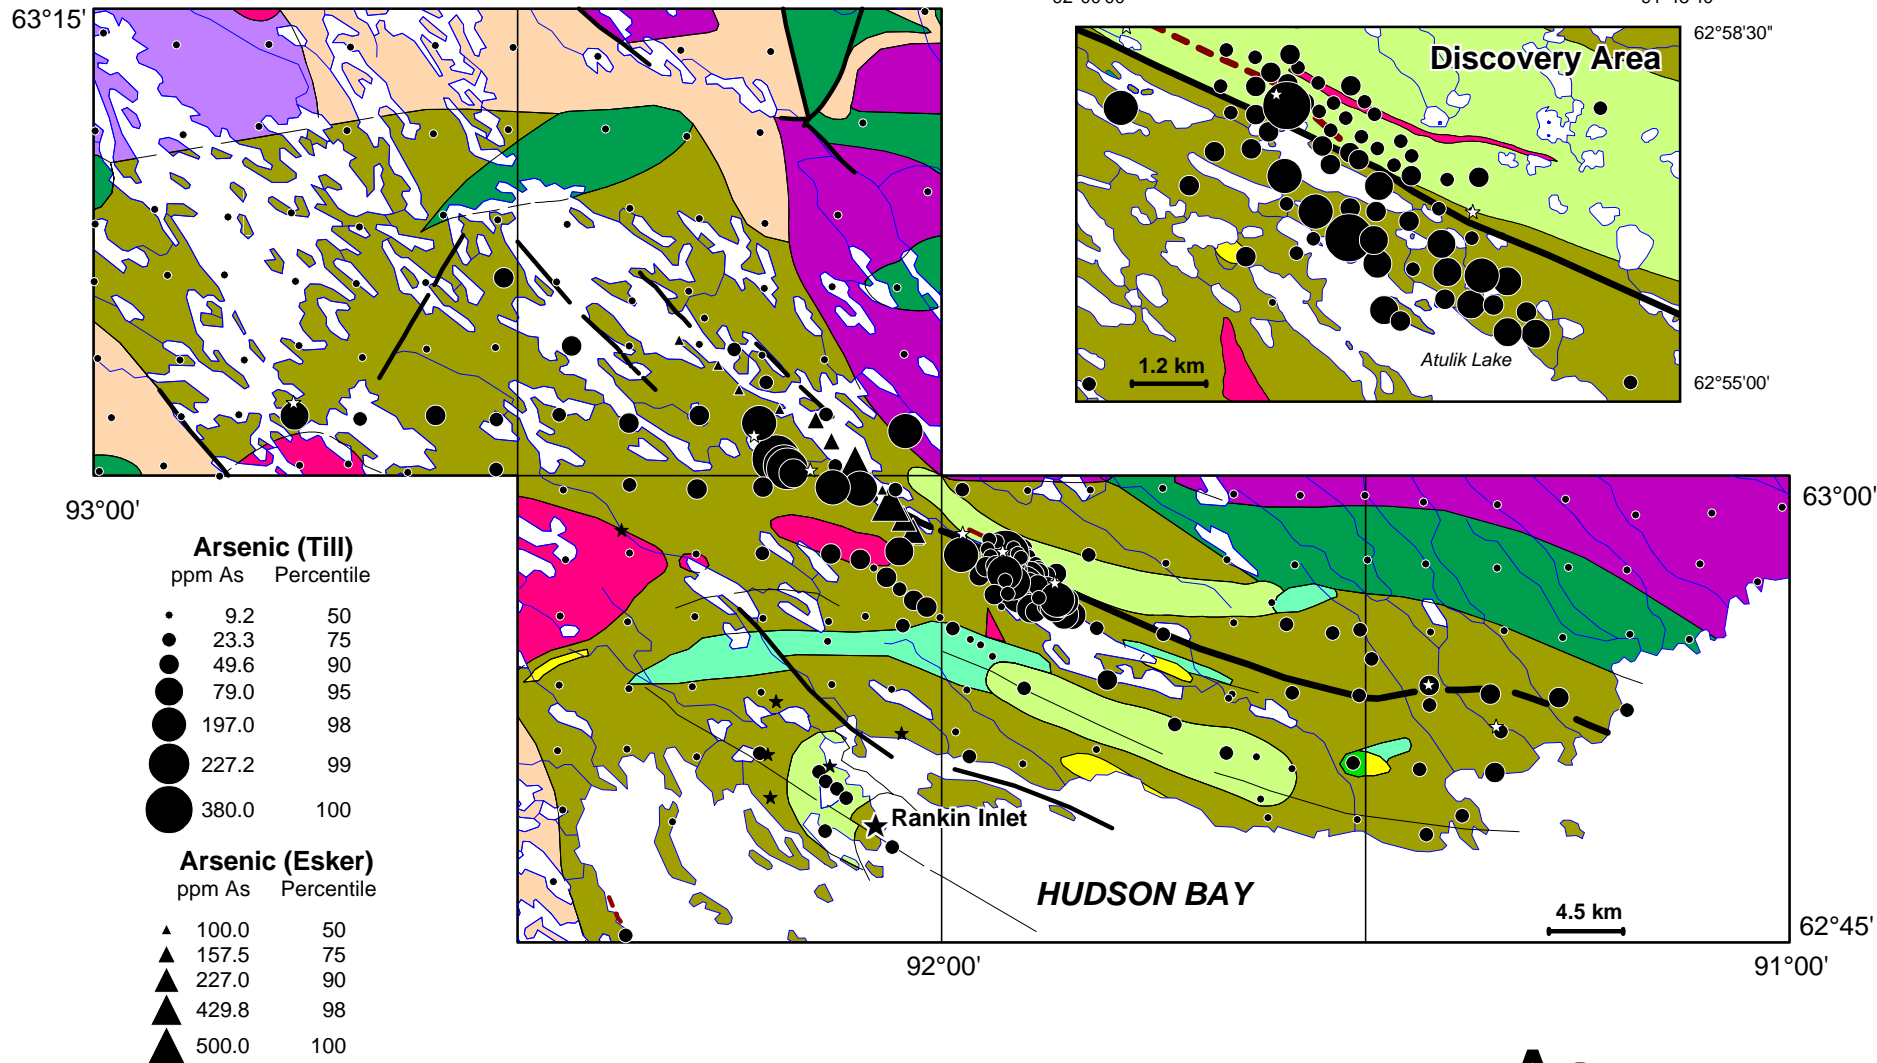 63°15'
62°58'30"
Discovery Area
1.2 km
Atulik Lake
62°55'00'
93°00'
63°00'
Arsenic (Till)
ppm As Percentile
9.2 50
23.3 75
49.6 90
79.0 95
197.0 98
227.2 99
380.0 100
Arsenic (Esker)
ppm As Percentile
100.0 50
157.5 75
227.0 90
429.8 98
500.0 100
Rankin Inlet
HUDSON BAY
4.5 km
62°45'
92°00'
91°00'